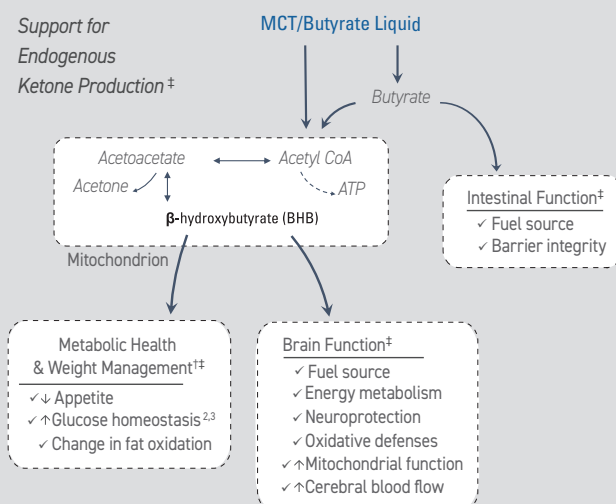 Support for
Endogenous
Ketone Production ‡
MCT/Butyrate Liquid
Butyrate
Acetoacetate
Acetyl CoA
Acetone
ATP
β-hydroxybutyrate (BHB)
Mitochondrion
Intestinal Function‡
✓ Fuel source
✓ Barrier integrity
Metabolic Health
& Weight Management†‡
✓↓ Appetite
✓↑Glucose homeostasis2,3
✓ Change in fat oxidation
Brain Function‡
✓ Fuel source
✓ Energy metabolism
✓ Neuroprotection
✓ Oxidative defenses
✓↑Mitochondrial function
✓↑Cerebral blood flow